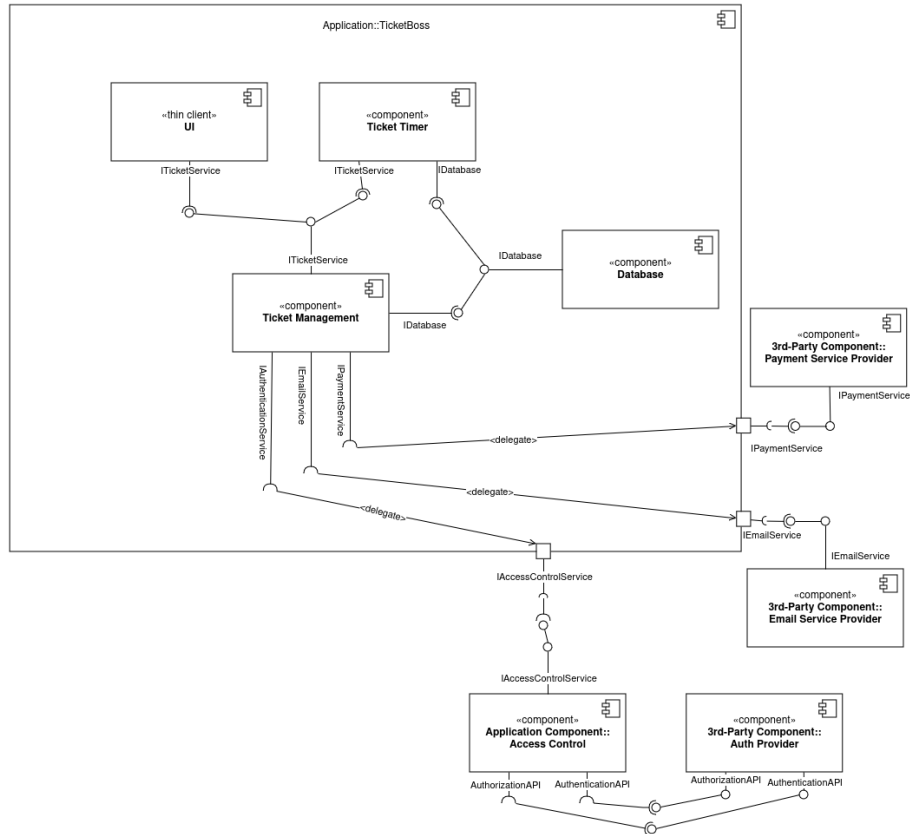 Application::TicketBoss
«thin client»
UI
«component»
Ticket Timer
ITicketService
ITicketService
IDatabase
ITicketService
IDatabase
«component»
Database
«component»
Ticket Management
IDatabase
IAuthenticationService
IEmailService
IPaymentService
«component»
3rd-Party Component::
Payment Service Provider
IPaymentService
<delegate>
IPaymentService
<delegate>
<delegate>
IEmailService
IEmailService
«component»
3rd-Party Component::
Email Service Provider
IAccessControlService
IAccessControlService
«component»
Application Component::
Access Control
«component»
3rd-Party Component::
Auth Provider
AuthorizationAPI
AuthenticationAPI
AuthorizationAPI
AuthenticationAPI